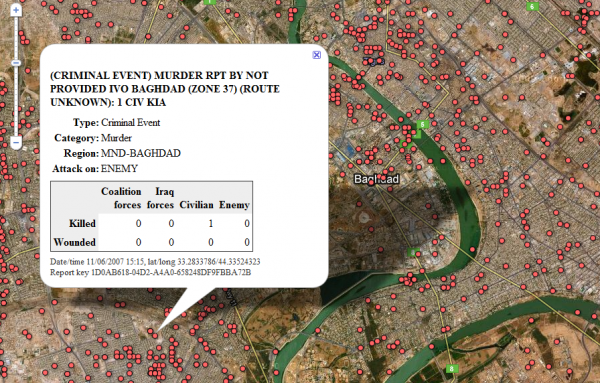 (CRIMINAL EVENT) MURDER RPT BY NOT
PROVIDED IVO BAGHDAD (ZONE 37) (ROUTE
UNKNOWN): 1 CIV KIA
Type: Criminal Event
Category: Murder
Region: MND-BAGHDAD
Attack on: ENEMY
Coalition forces Iraq forces Civilian Enemy
Killed 0 0 1 0
Wounded 0 0 0 0
Date/time 11/06/2007 15:15, lat/long 33.2833786/44.33524323
Report key 1D0AB618-04D2-A4A0-658248DF9FBBA72B
5
5
Baghdad
8